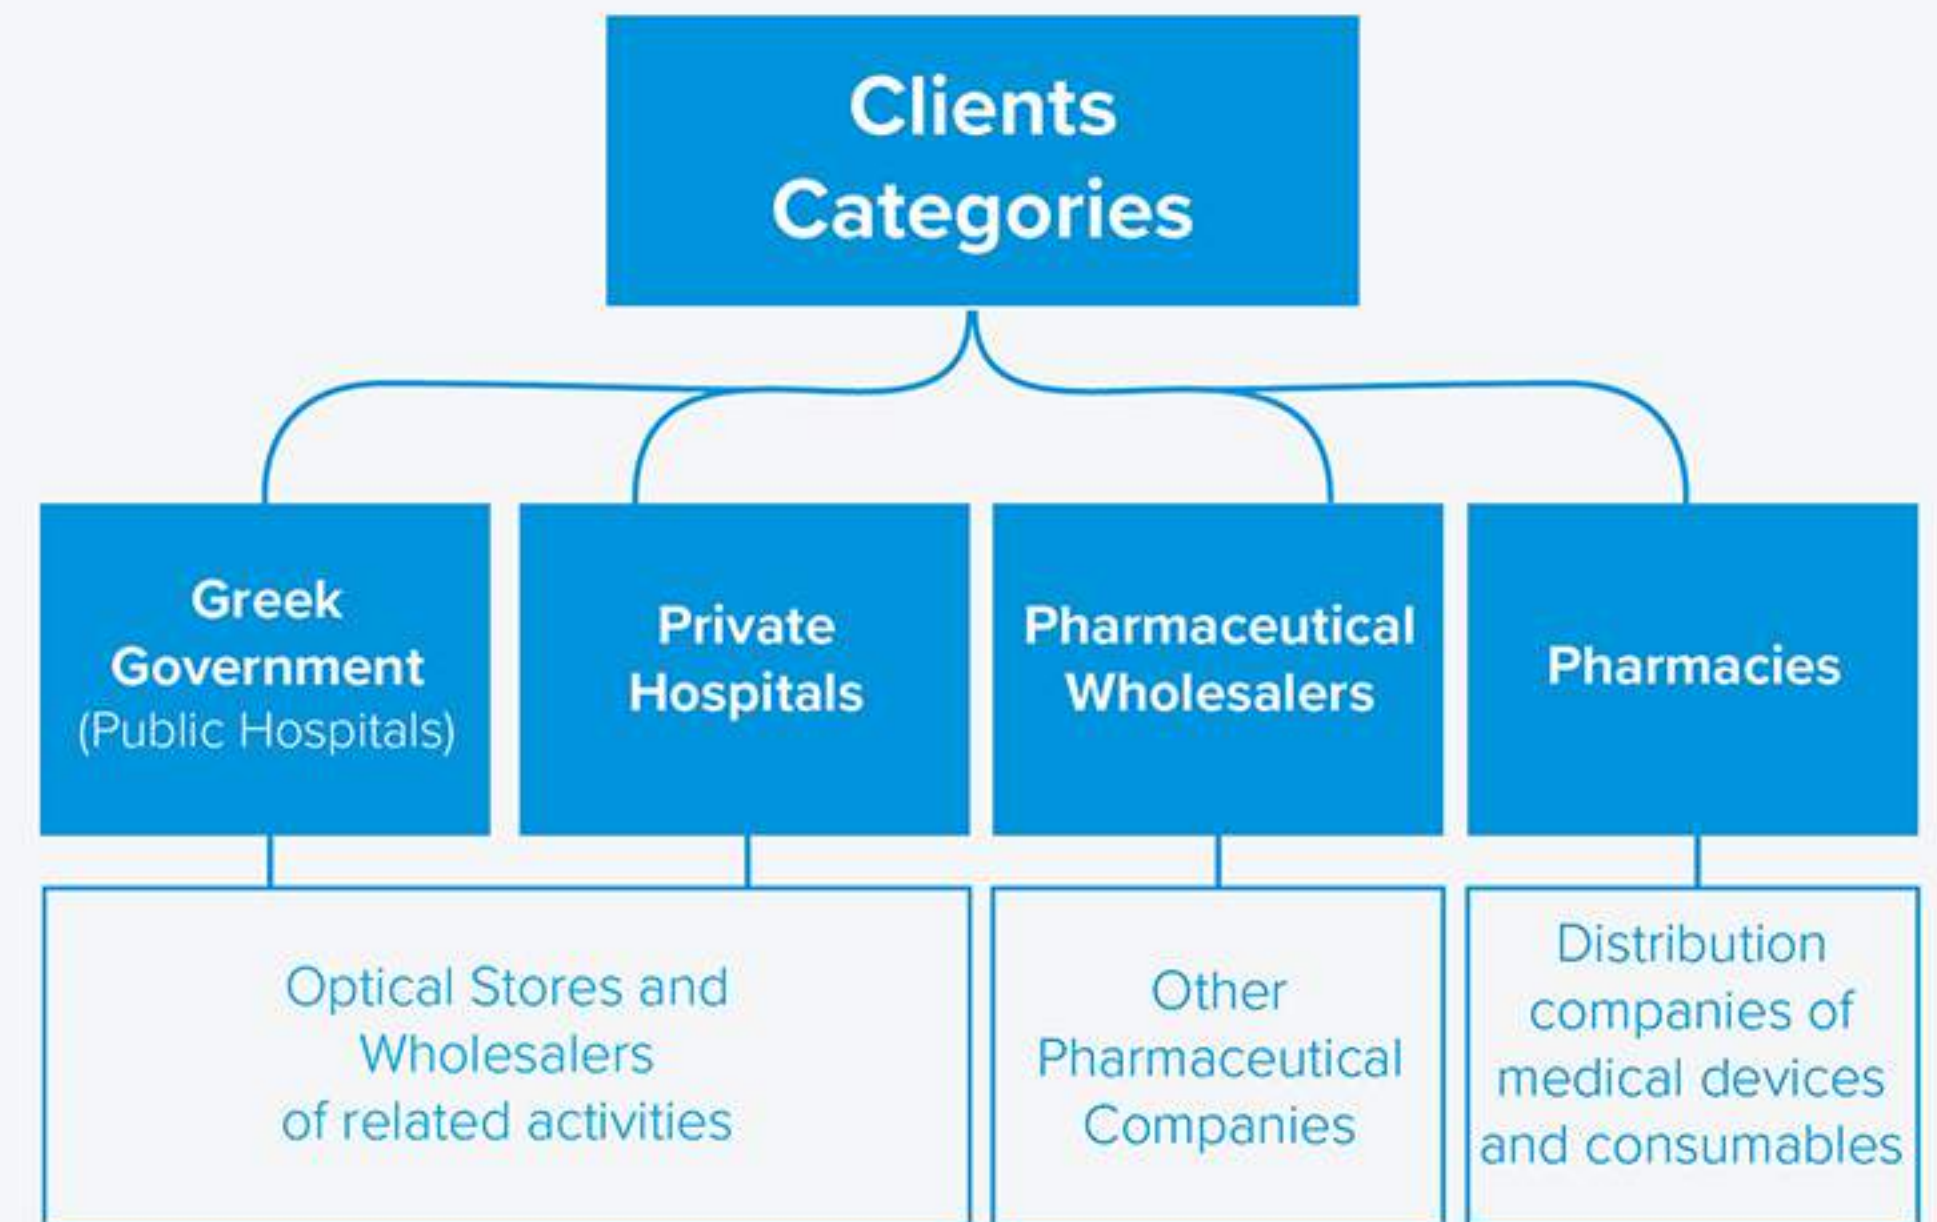 Clients
Categories
Greek
Government
(Public Hospitals)
Private
Hospitals
Pharmaceutical
Wholesalers
Pharmacies
Optical Stores and
Wholesalers
of related activities
Other
Pharmaceutical
Companies
Distribution
companies of
medical devices
and consumables